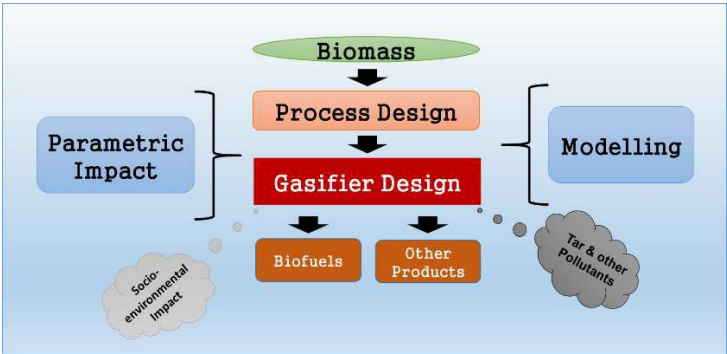 Biomass
Process Design
Parametric
Impact
Modelling
Gasifier Design
Biofuels
Other
Products
Socio-
environmental
Impact
Tar & other
Pollutants